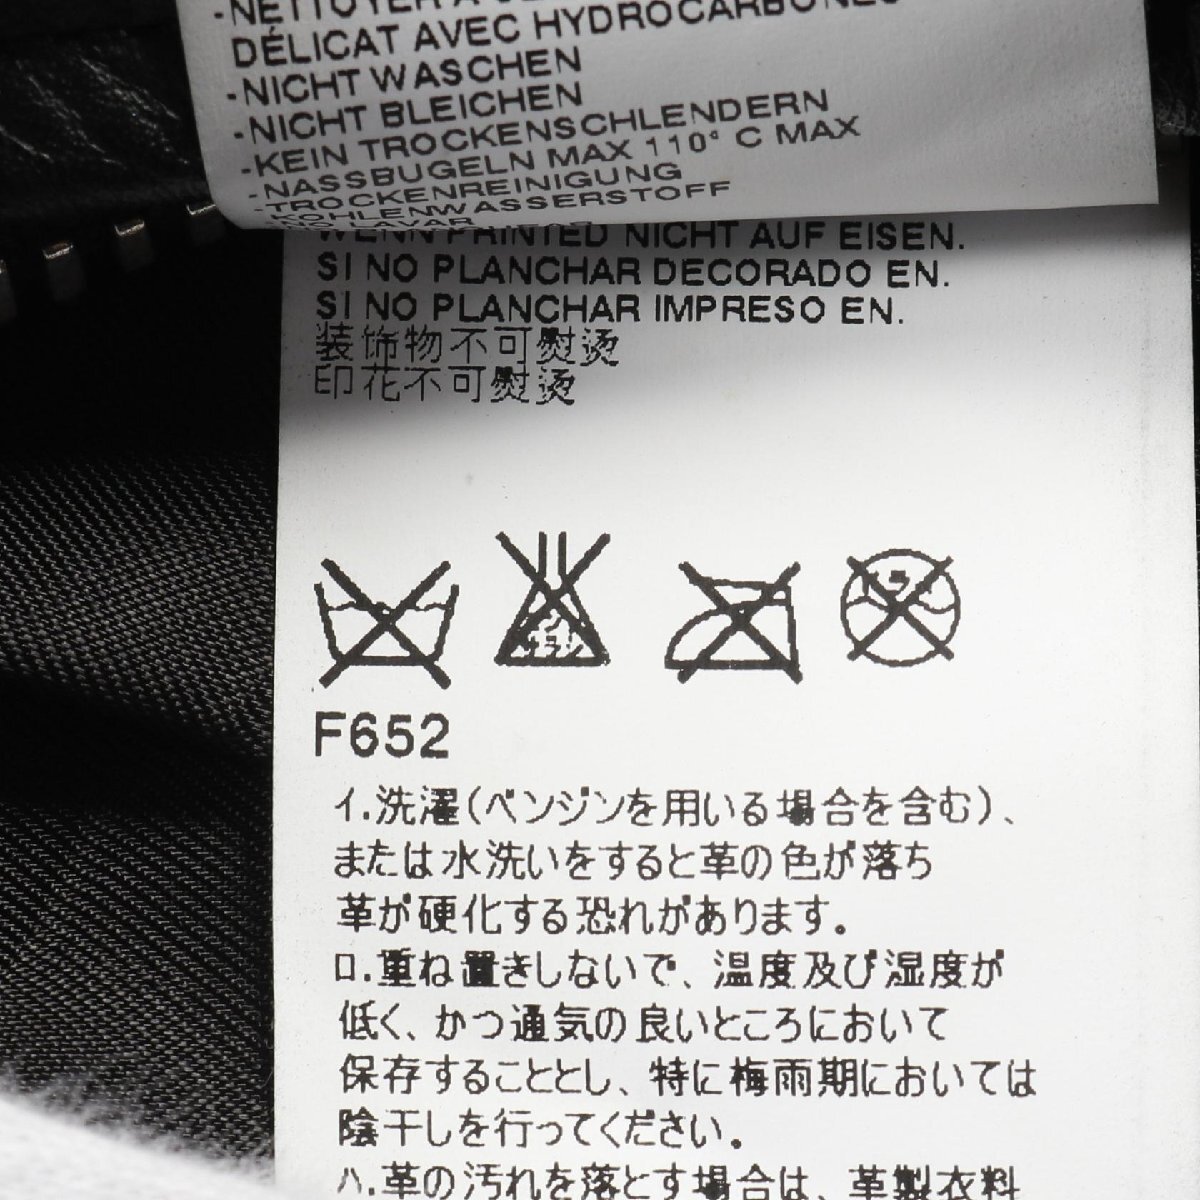 -NETTOYER A
DÉLICAT AVEC HYDROCARBONES
-NICHT WASCHEN
-NICHT BLEICHEN
-KEIN TROCKENSCHLENDERN
-NASSBUGELN MAX 110° C MAX
-TROCKENREINIGUNG
KOHLENWASSERSTOFF
-NO LAVAR
WENN PRINTED NICHT AUF EISEN.
SI NO PLANCHAR DECORADO EN.
SI NO PLANCHAR IMPRESO EN.
装饰物不可熨烫
印花不可熨烫
F652
イ.洗濯(ベンジンを用いる場合を含む)、
または水洗いをすると革の色が落ち
革が硬化する恐れがあります。
ロ.重ね置きしないで、温度及び湿度が
低く、かつ通気の良いところにおいて
保存することとし、特に梅雨期においては
陰干しを行ってください。
ハ.革の汚れを落とす場合は、革製衣料